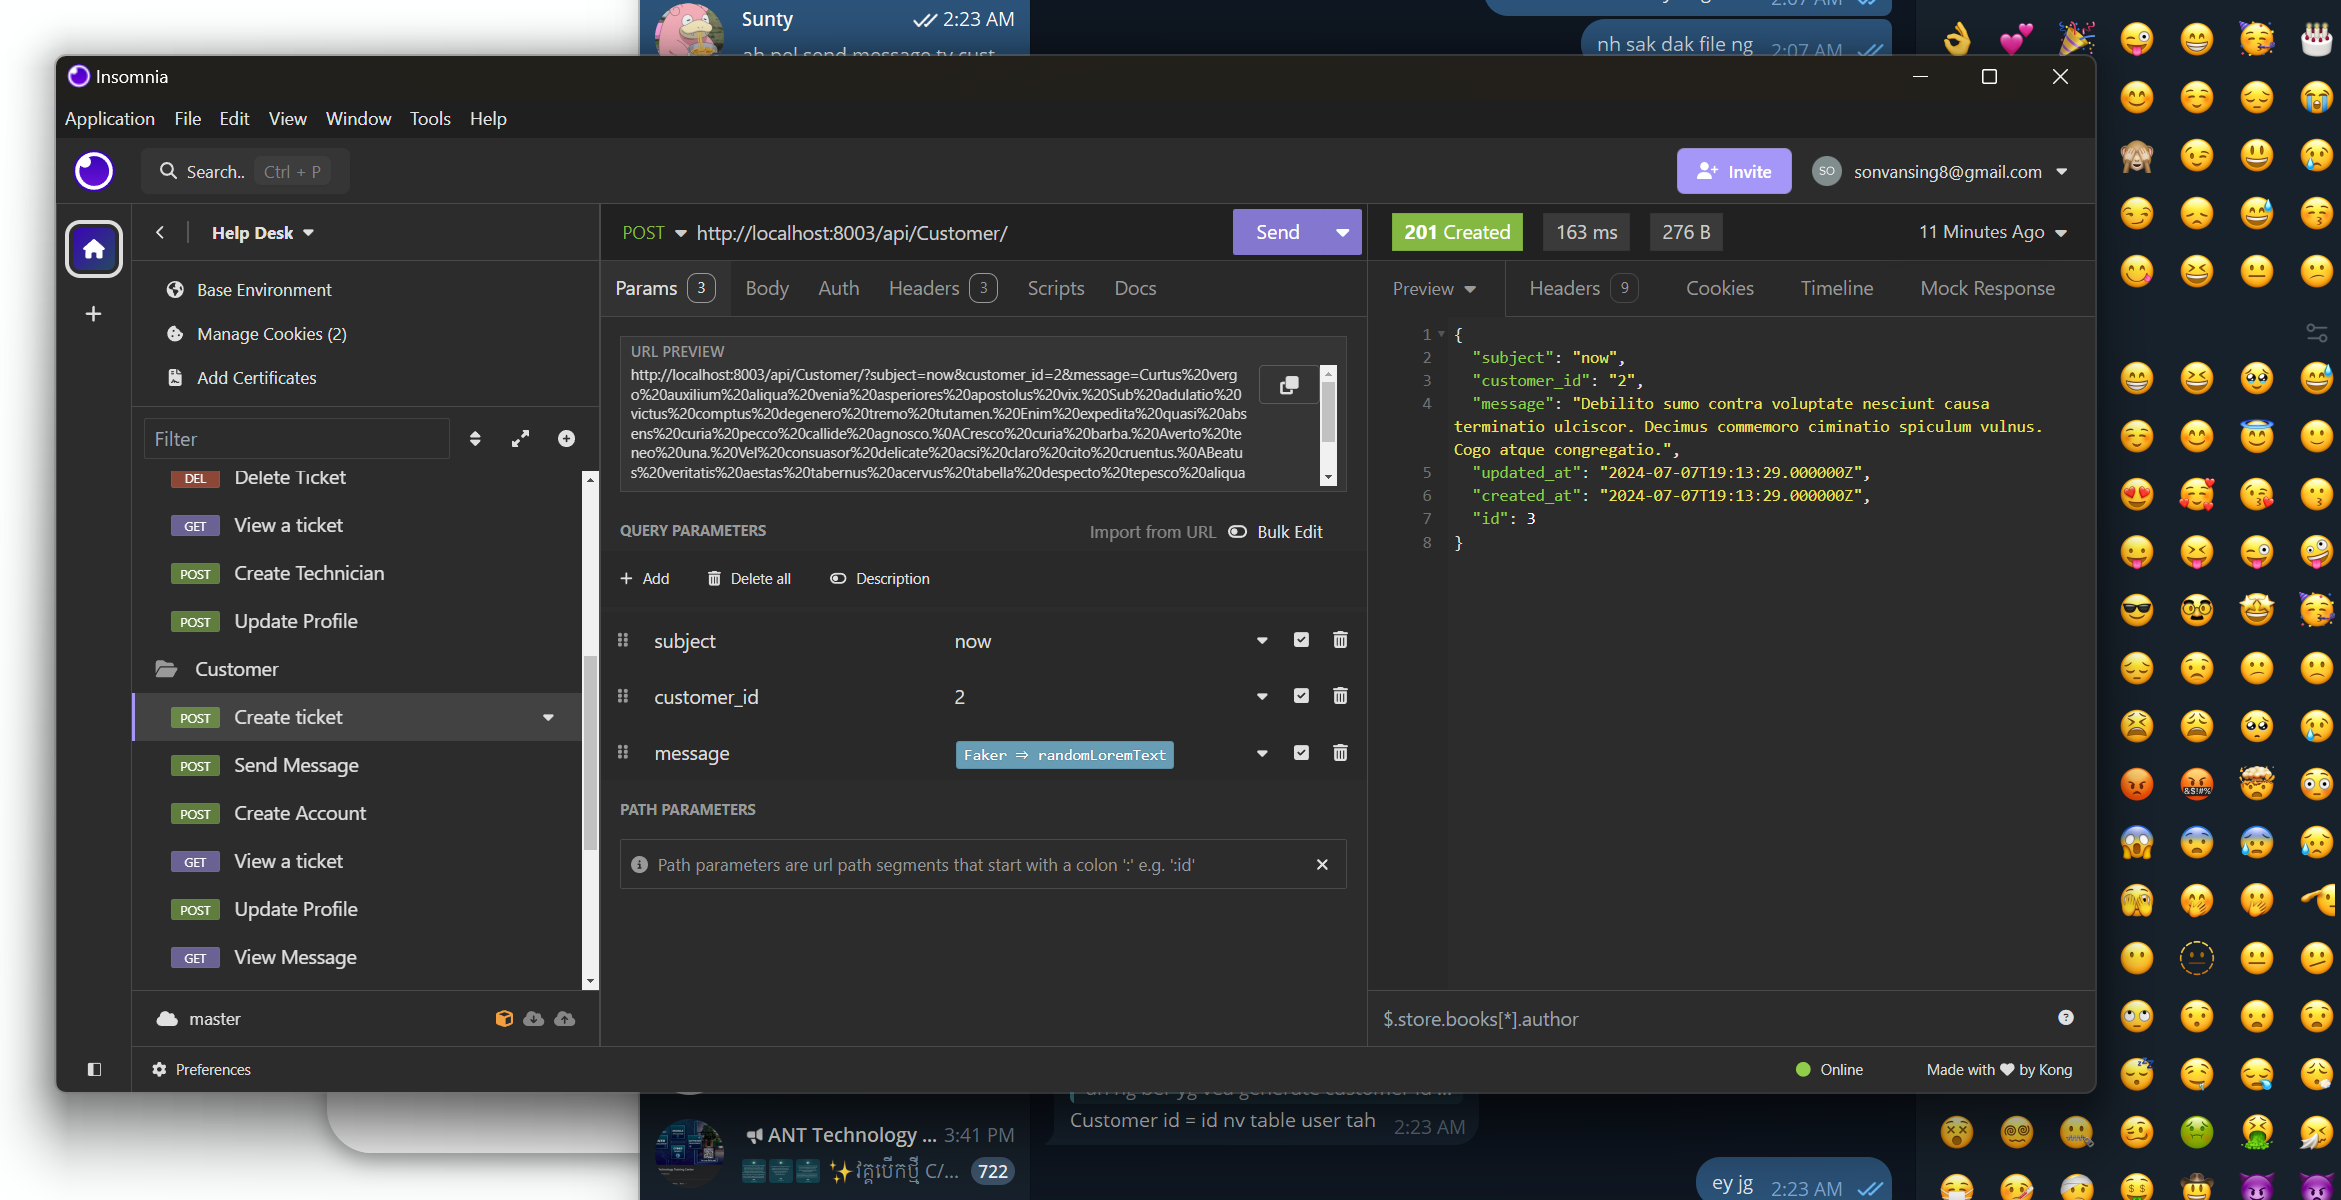 Sunty
2:23 AM
nh sak dak file ng 2:07 AM
Insomnia
Application File Edit View Window Tools Help
Search.. Ctrl + P
Invite
SO
sonvansing8@gmail.com
Help Desk
Base Environment
Manage Cookies (2)
Add Certificates
Filter
DEL Delete Ticket
GET View a ticket
POST Create Technician
POST Update Profile
Customer
POST Create ticket
POST Send Message
POST Create Account
GET View a ticket
POST Update Profile
GET View Message
master
Preferences
POST http://localhost:8003/api/Customer/
Send
Params 3 Body Auth Headers 3 Scripts Docs
URL PREVIEW
http://localhost:8003/api/Customer/?subject=now&customer_id=2&message=Curtus%20verg
o%20auxilium%20aliqua%20venia%20asperiores%20apostolus%20vix.%20Sub%20adulatio%20
victus%20comptus%20degenero%20tremo%20tutamen.%20Enim%20expedita%20quasi%20abs
ens%20curia%20pecco%20callide%20agnosco.%0ACresco%20curia%20barba.%20Averto%20te
neo%20una.%20Vel%20consuasor%20delicate%20acsi%20claro%20cito%20cruentus.%0ABeatu
s%20veritatis%20aestas%20tabernus%20acervus%20tabella%20despecto%20tepesco%20aliqua
QUERY PARAMETERS
Import from URL Bulk Edit
Add Delete all Description
subject now
customer_id 2
message Faker ⇒ randomLoremText
PATH PARAMETERS
Path parameters are url path segments that start with a colon ':' e.g. ':id'
201 Created 163 ms 276 B
11 Minutes Ago
Preview Headers 9 Cookies Timeline Mock Response
1 {
2 "subject": "now",
3 "customer_id": "2",
4 "message": "Debilito sumo contra voluptate nesciunt causa
terminatio ulciscor. Decimus commemoro ciminatio spiculum vulnus.
Cogo atque congregatio.",
5 "updated_at": "2024-07-07T19:13:29.000000Z",
6 "created_at": "2024-07-07T19:13:29.000000Z",
7 "id": 3
8 }
$.store.books[*].author
Online
Made with ♥ by Kong
Customer id = id nv table user tah 2:23 AM
ANT Technology ... 3:41 PM
វគ្គបើកថ្មី C/... 722
ey jg 2:23 AM